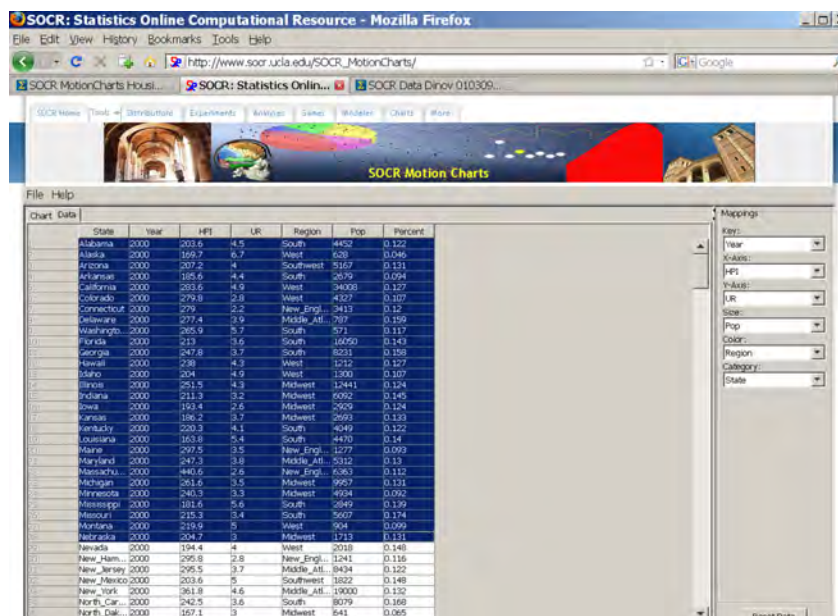 SOCR: Statistics Online Computational Resource - Mozilla Firefox
File Edit View History Bookmarks Tools Help
http://www.socr.ucla.edu/SOCR_MotionCharts/ Google
SOCR MotionCharts Housi... SOCR: Statistics Onlin... SOCR Data Dinov 010309...
SOCR Home Tools Distributions Experiments Analyses Games Modeler Charts More
SOCR Motion Charts
File Help
Chart Data Mappings
State Year HPI UR Region Pop Percent
Alabama 2000 203.6 4.5 South 4452 0.122
Alaska 2000 169.7 6.7 West 628 0.046
Arizona 2000 207.2 4 Southwest 5167 0.131
Arkansas 2000 185.6 4.4 South 2679 0.094
California 2000 283.6 4.9 West 34008 0.127
Colorado 2000 279.8 2.8 West 4327 0.107
Connecticut 2000 279 2.2 New_Engl... 3413 0.12
Delaware 2000 277.4 3.9 Middle_Atl... 787 0.159
Washingto... 2000 265.9 5.7 South 571 0.117
Florida 2000 213 3.6 South 16050 0.143
Georgia 2000 247.8 3.7 South 8231 0.158
Hawaii 2000 238 4.3 West 1212 0.127
Idaho 2000 204 4.9 West 1300 0.107
Illinois 2000 251.5 4.3 Midwest 12441 0.124
Indiana 2000 211.3 3.2 Midwest 6092 0.145
Iowa 2000 193.4 2.6 Midwest 2929 0.124
Kansas 2000 186.2 3.7 Midwest 2693 0.133
Kentucky 2000 220.3 4.1 South 4049 0.122
Louisiana 2000 163.8 5.4 South 4470 0.14
Maine 2000 297.5 3.5 New_Engl... 1277 0.093
Maryland 2000 247.3 3.8 Middle_Atl... 5312 0.13
Massachu... 2000 440.6 2.6 New_Engl... 6363 0.112
Michigan 2000 261.6 3.5 Midwest 9957 0.131
Minnesota 2000 240.3 3.3 Midwest 4934 0.092
Mississippi 2000 181.6 5.6 South 2849 0.139
Missouri 2000 215.3 3.4 South 5607 0.174
Montana 2000 219.9 5 West 904 0.099
Nebraska 2000 204.7 3 Midwest 1713 0.131
Nevada 2000 194.4 4 West 2018 0.148
New_Ham... 2000 295.8 2.8 New_Engl... 1241 0.116
New_Jersey 2000 295.5 3.7 Middle_Atl... 8434 0.122
New_Mexico 2000 203.6 5 Southwest 1822 0.148
New_York 2000 361.8 4.6 Middle_Atl... 19000 0.132
North_Car... 2000 242.5 3.6 South 8079 0.168
North_Dak... 2000 167.1 3 Midwest 641 0.065
Key:
Year
X-Axis:
HPI
Y-Axis:
UR
Size:
Pop
Color:
Region
Category:
State